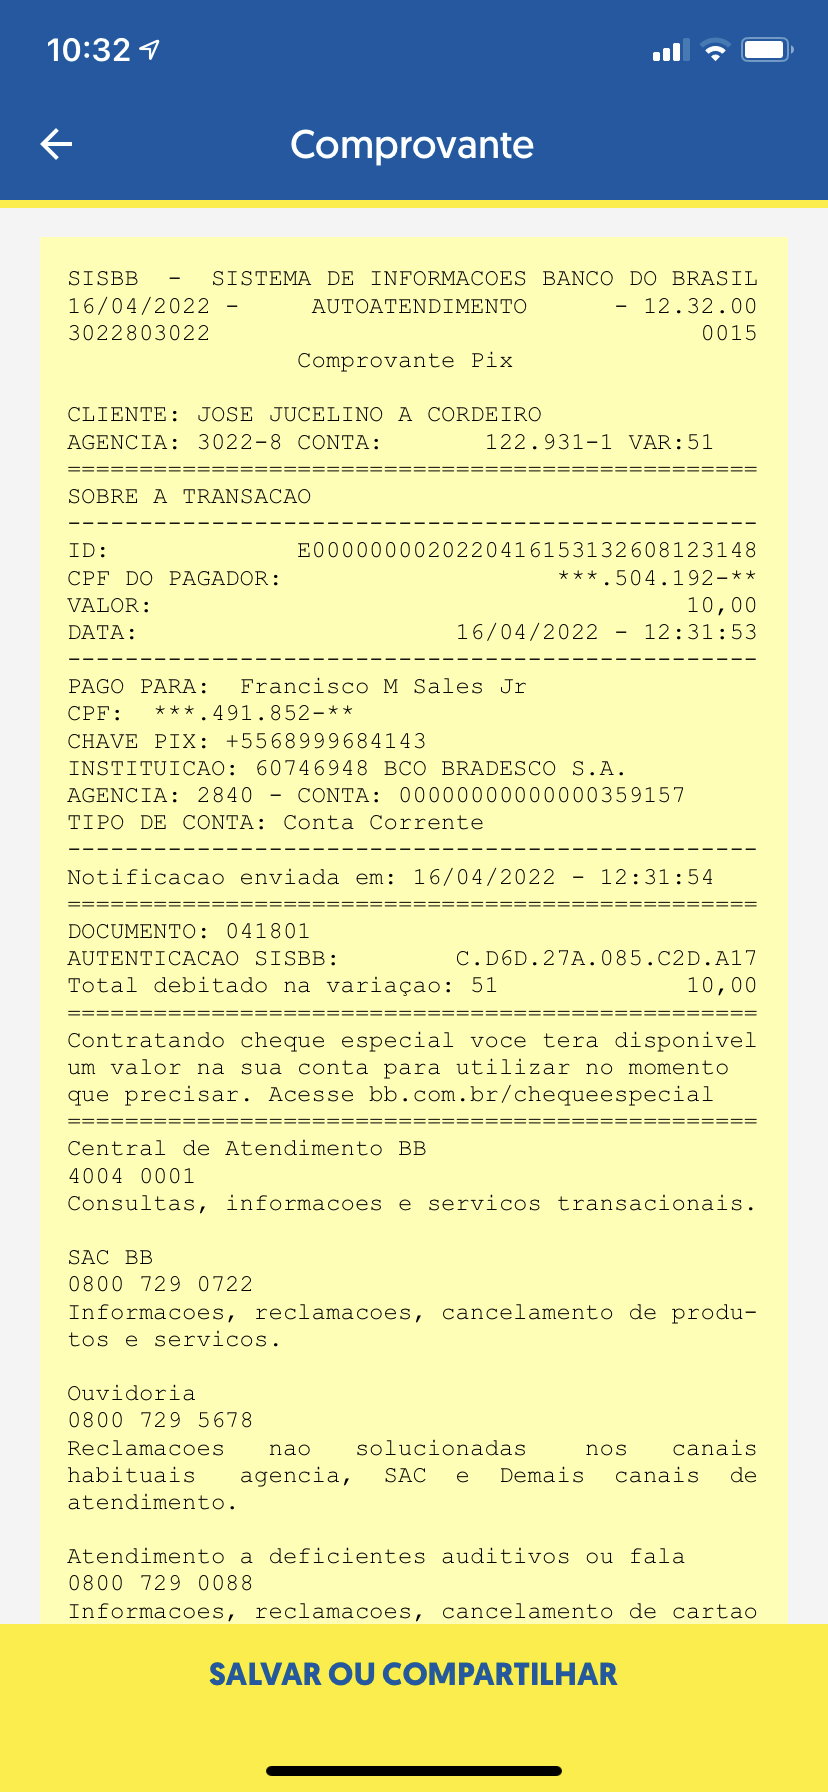 10:32
Comprovante
SISBB - SISTEMA DE INFORMACOES BANCO DO BRASIL
16/04/2022 - AUTOATENDIMENTO - 12.32.00
3022803022 0015
Comprovante Pix
CLIENTE: JOSE JUCELINO A CORDEIRO
AGENCIA: 3022-8 CONTA: 122.931-1 VAR:51
================================================
SOBRE A TRANSACAO
------------------------------------------------
ID: E0000000020220416153132608123148
CPF DO PAGADOR: ***.504.192-**
VALOR: 10,00
DATA: 16/04/2022 - 12:31:53
------------------------------------------------
PAGO PARA: Francisco M Sales Jr
CPF: ***.491.852-**
CHAVE PIX: +5568999684143
INSTITUICAO: 60746948 BCO BRADESCO S.A.
AGENCIA: 2840 - CONTA: 00000000000000359157
TIPO DE CONTA: Conta Corrente
------------------------------------------------
Notificacao enviada em: 16/04/2022 - 12:31:54
================================================
DOCUMENTO: 041801
AUTENTICACAO SISBB: C.D6D.27A.085.C2D.A17
Total debitado na variaçao: 51 10,00
================================================
Contratando cheque especial voce tera disponivel
um valor na sua conta para utilizar no momento
que precisar. Acesse bb.com.br/chequeespecial
================================================
Central de Atendimento BB
4004 0001
Consultas, informacoes e servicos transacionais.
SAC BB
0800 729 0722
Informacoes, reclamacoes, cancelamento de produ-
tos e servicos.
Ouvidoria
0800 729 5678
Reclamacoes nao solucionadas nos canais
habituais agencia, SAC e Demais canais de
atendimento.
Atendimento a deficientes auditivos ou fala
0800 729 0088
Informacoes, reclamacoes, cancelamento de cartao
SALVAR OU COMPARTILHAR